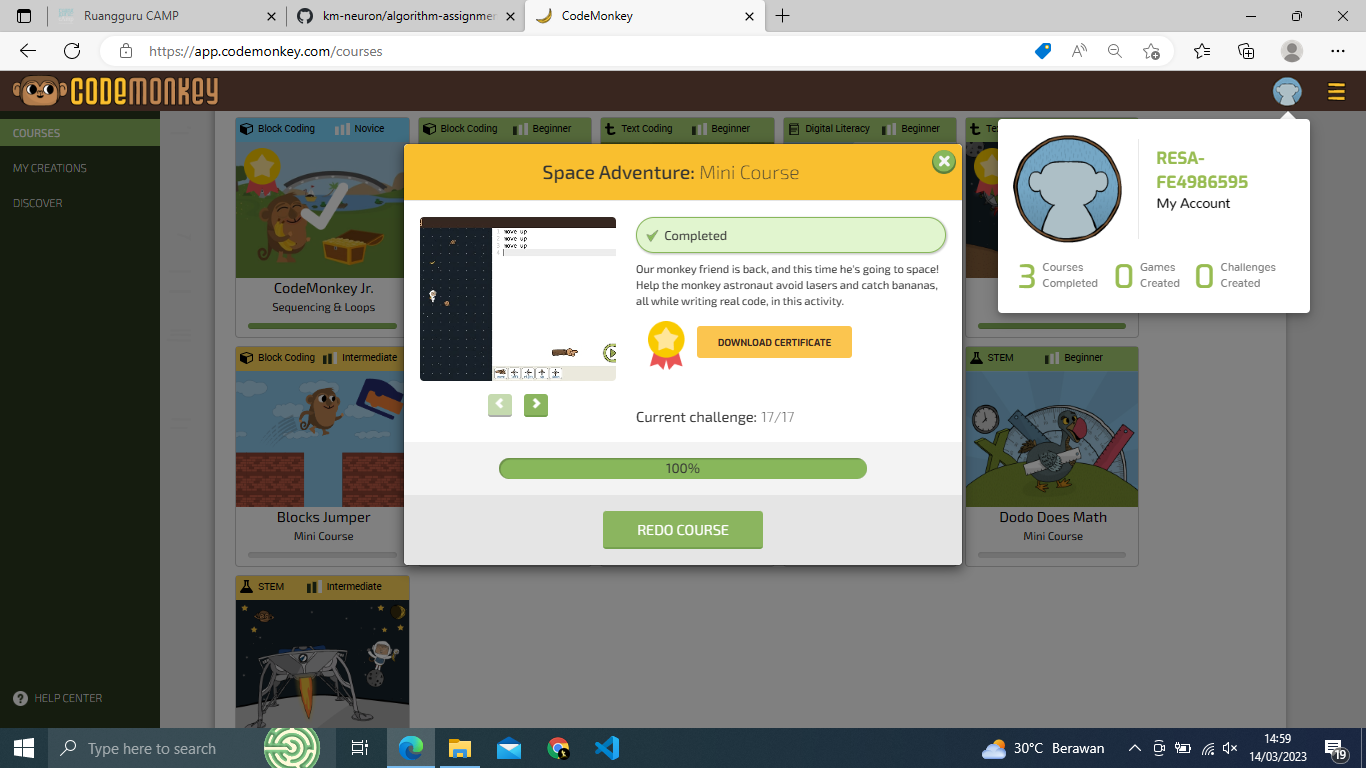 Ruangguru CAMP
km-neuron/algorithm-assignmen
CodeMonkey
https://app.codemonkey.com/courses
CODEMONKEY
COURSES
MY CREATIONS
DISCOVER
HELP CENTER
Block Coding Novice
Block Coding Beginner
Text Coding Beginner
Digital Literacy Beginner
CodeMonkey Jr.
Sequencing & Loops
Block Coding Intermediate
Blocks Jumper
Mini Course
STEM Beginner
Dodo Does Math
Mini Course
STEM Intermediate
Space Adventure: Mini Course
1 move up
2 move up
3 move up
4
Completed
Our monkey friend is back, and this time he's going to space!
Help the monkey astronaut avoid lasers and catch bananas,
all while writing real code, in this activity.
DOWNLOAD CERTIFICATE
Current challenge: 17/17
100%
REDO COURSE
RESA-
FE4986595
My Account
3 Courses
Completed
0 Games
Created
0 Challenges
Created
Type here to search
30°C Berawan
14:59
14/03/2023
19